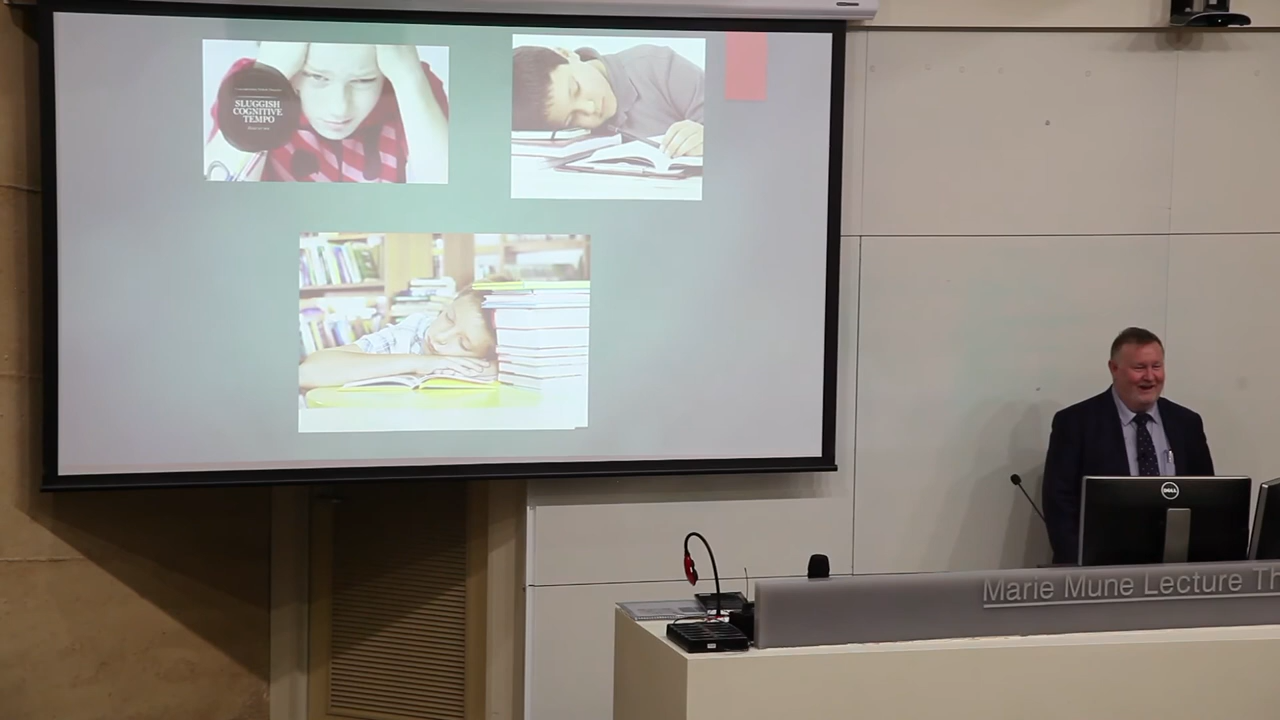 SLUGGISH
COGNITIVE
TEMPO
DELL
Marie Mune Lecture Th